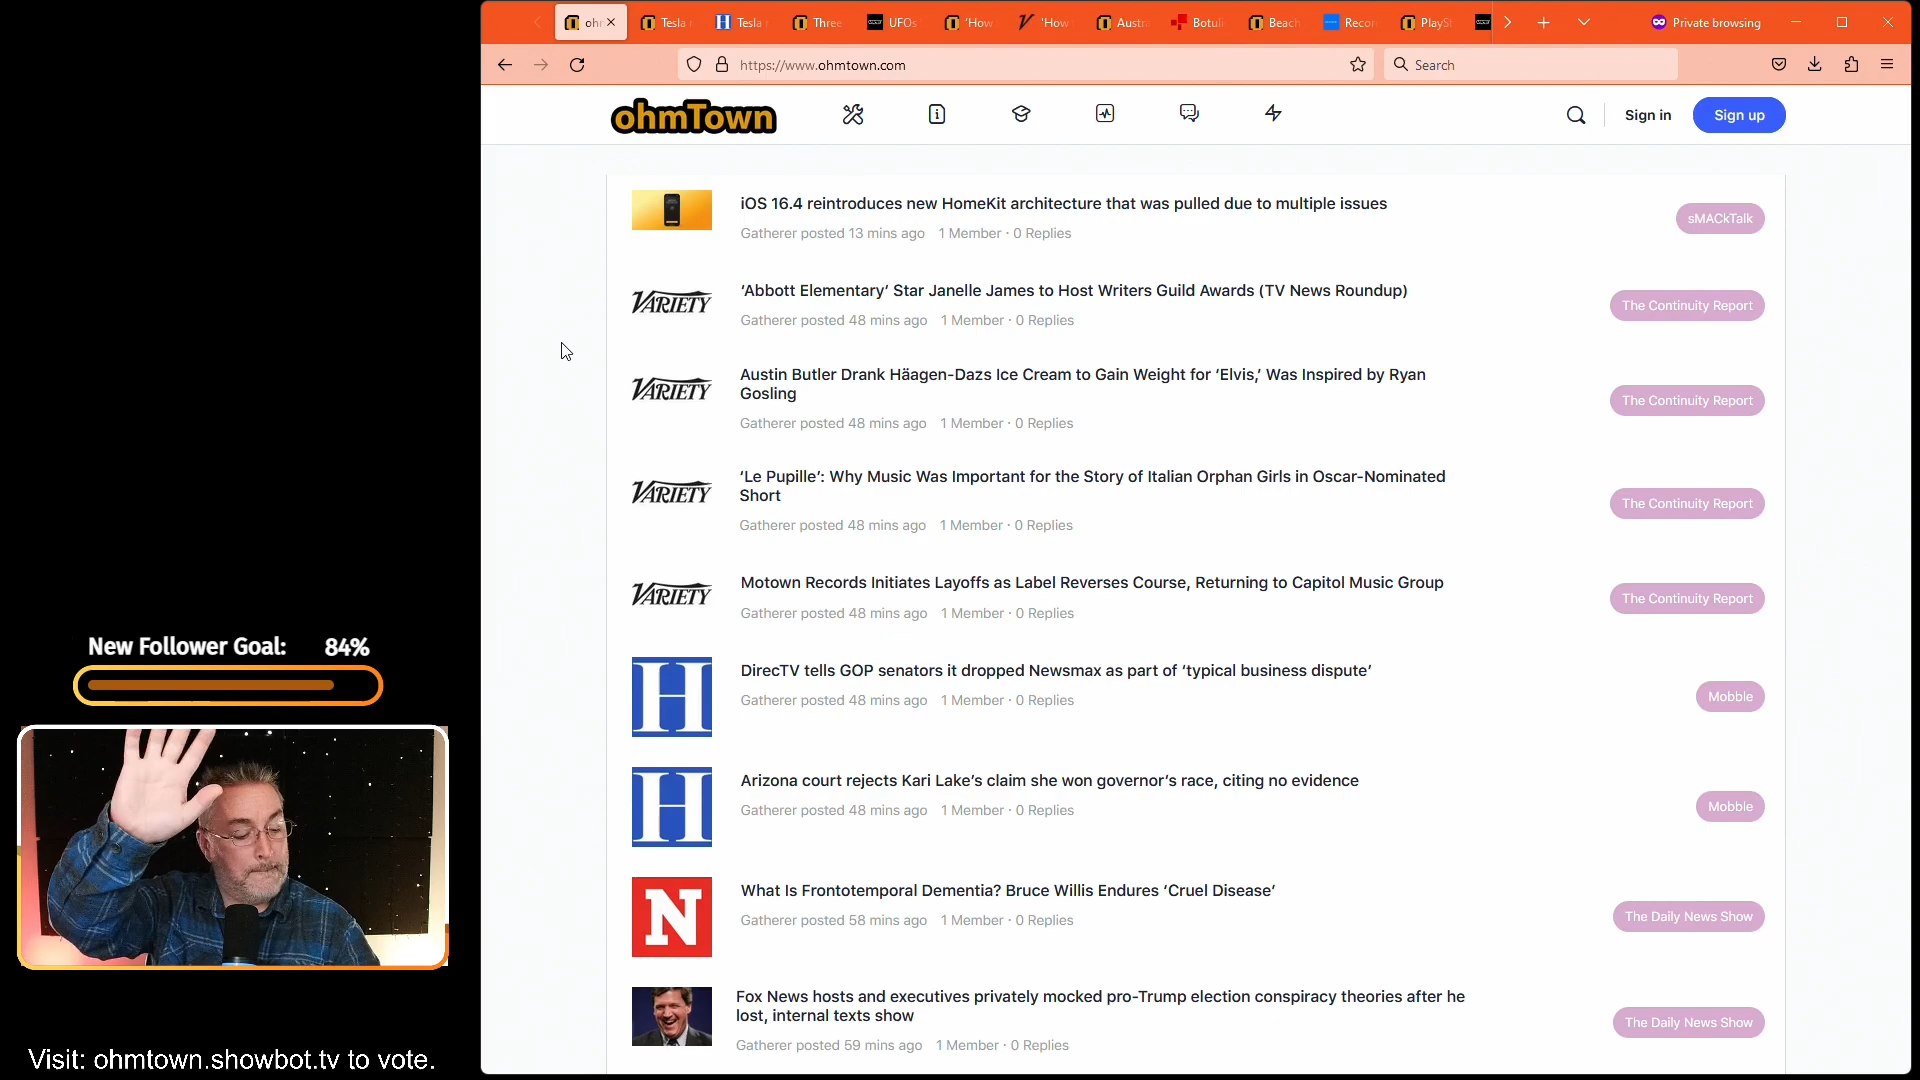 oh
Tesla
Tesla
Three
UFOs
'How
'How
Austr
Botuli
Beach
Recor
PlaySt
Private browsing
https://www.ohmtown.com
Search
ohmTown
Sign in
Sign up
iOS 16.4 reintroduces new HomeKit architecture that was pulled due to multiple issues
Gatherer posted 13 mins ago 1 Member · 0 Replies
sMACkTalk
VARIETY
‘Abbott Elementary’ Star Janelle James to Host Writers Guild Awards (TV News Roundup)
Gatherer posted 48 mins ago 1 Member · 0 Replies
The Continuity Report
VARIETY
Austin Butler Drank Häagen-Dazs Ice Cream to Gain Weight for ‘Elvis,’ Was Inspired by Ryan
Gosling
Gatherer posted 48 mins ago 1 Member · 0 Replies
The Continuity Report
VARIETY
‘Le Pupille’: Why Music Was Important for the Story of Italian Orphan Girls in Oscar-Nominated
Short
Gatherer posted 48 mins ago 1 Member · 0 Replies
The Continuity Report
VARIETY
Motown Records Initiates Layoffs as Label Reverses Course, Returning to Capitol Music Group
Gatherer posted 48 mins ago 1 Member · 0 Replies
The Continuity Report
H
DirecTV tells GOP senators it dropped Newsmax as part of ‘typical business dispute’
Gatherer posted 48 mins ago 1 Member · 0 Replies
Mobble
H
Arizona court rejects Kari Lake’s claim she won governor’s race, citing no evidence
Gatherer posted 48 mins ago 1 Member · 0 Replies
Mobble
N
What Is Frontotemporal Dementia? Bruce Willis Endures ‘Cruel Disease’
Gatherer posted 58 mins ago 1 Member · 0 Replies
The Daily News Show
Fox News hosts and executives privately mocked pro-Trump election conspiracy theories after he
lost, internal texts show
Gatherer posted 59 mins ago 1 Member · 0 Replies
The Daily News Show
New Follower Goal: 84%
Visit: ohmtown.showbot.tv to vote.